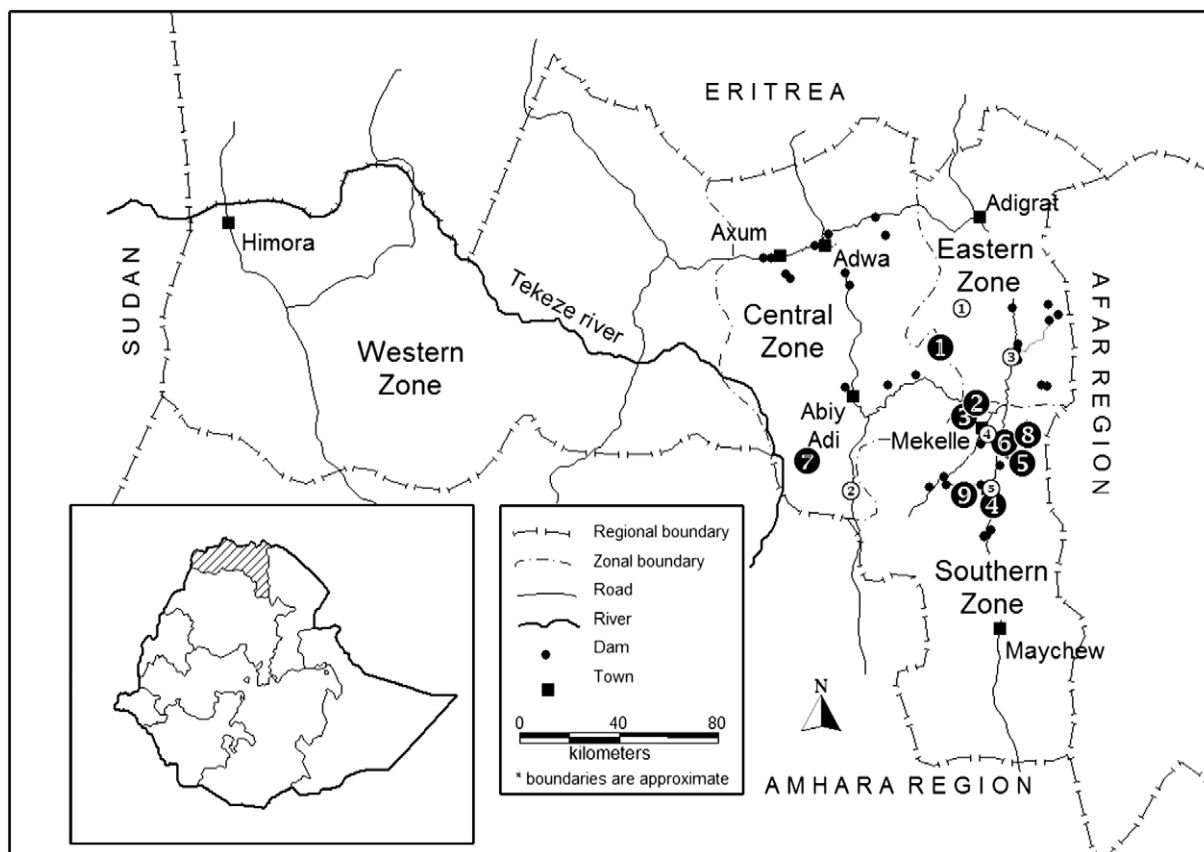 ERITREA
Adigrat
Axum
Himora
Adwa
Eastern
Zone
SUDAN
Tekeze river
1
AFAR REGION
Central
Zone
1
Western
Zone
3
2
Abiy
Adi
3
Mekelle
4
6
8
7
5
2
9
5
4
Regional boundary
Zonal boundary
Road
River
Dam
Town
0 40 80
kilometers
* boundaries are approximate
Southern
Zone
Maychew
N
AMHARA REGION